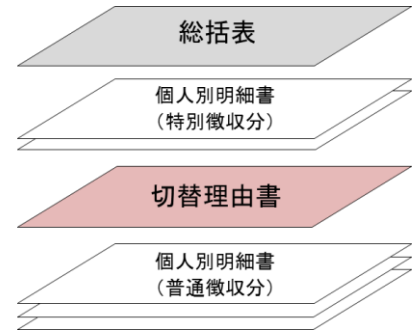 総括表
個人別明細書
（特別徴収分）
切替理由書
個人別明細書
（普通徴収分）